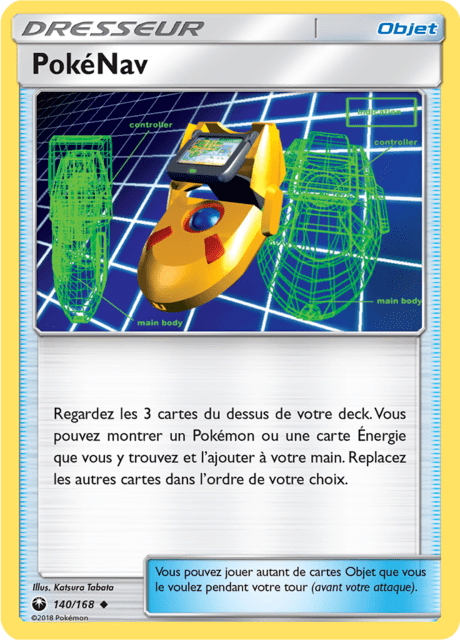 DRESSEUR
Objet
PokéNav
controller
indication
controller
main body
main body
Regardez les 3 cartes du dessus de votre deck. Vous
pouvez montrer un Pokémon ou une carte Énergie
que vous y trouvez et l'ajouter à votre main. Replacez
les autres cartes dans l'ordre de votre choix.
Vous pouvez jouer autant de cartes Objet que vous
le voulez pendant votre tour (avant votre attaque).
Illus. Katsura Tabata
140/168
©2018 Pokémon